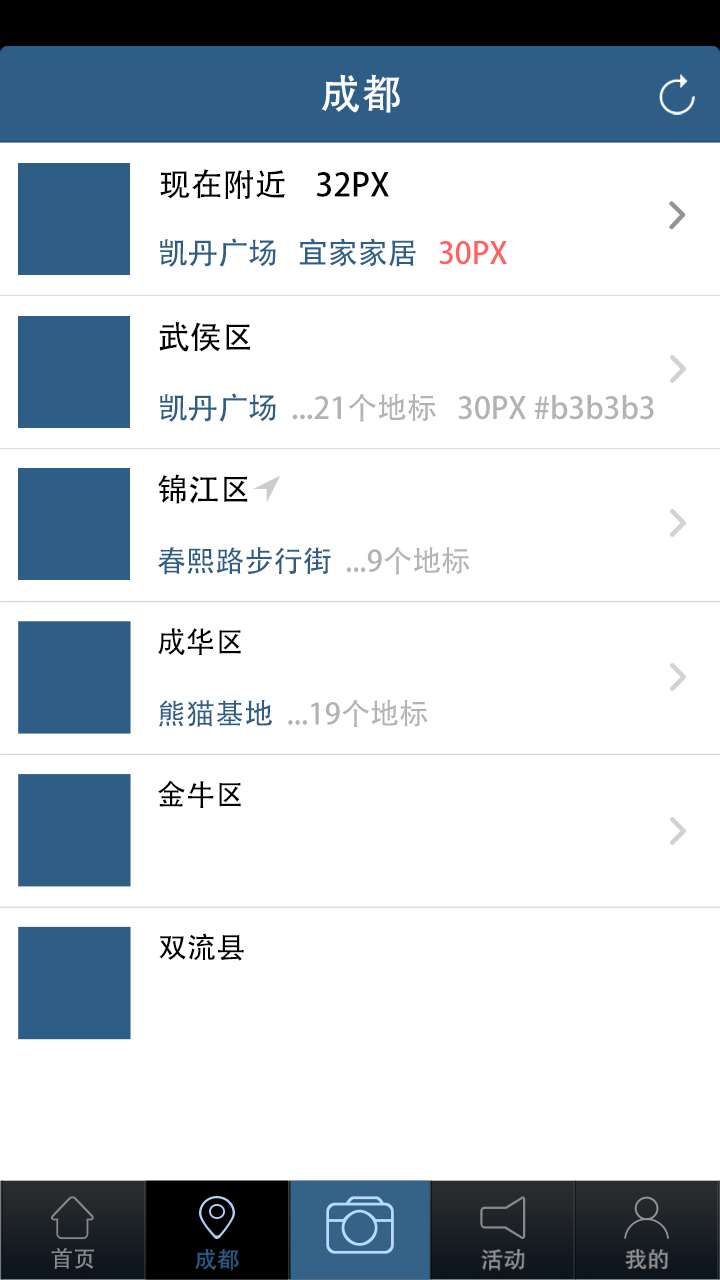 成都
现在附近 32PX
凯丹广场 宜家家居 30PX
武侯区
凯丹广场 ...21个地标 30PX #b3b3b3
锦江区
春熙路步行街 ...9个地标
成华区
熊猫基地 ...19个地标
金牛区
双流县
首页 成都 活动 我的